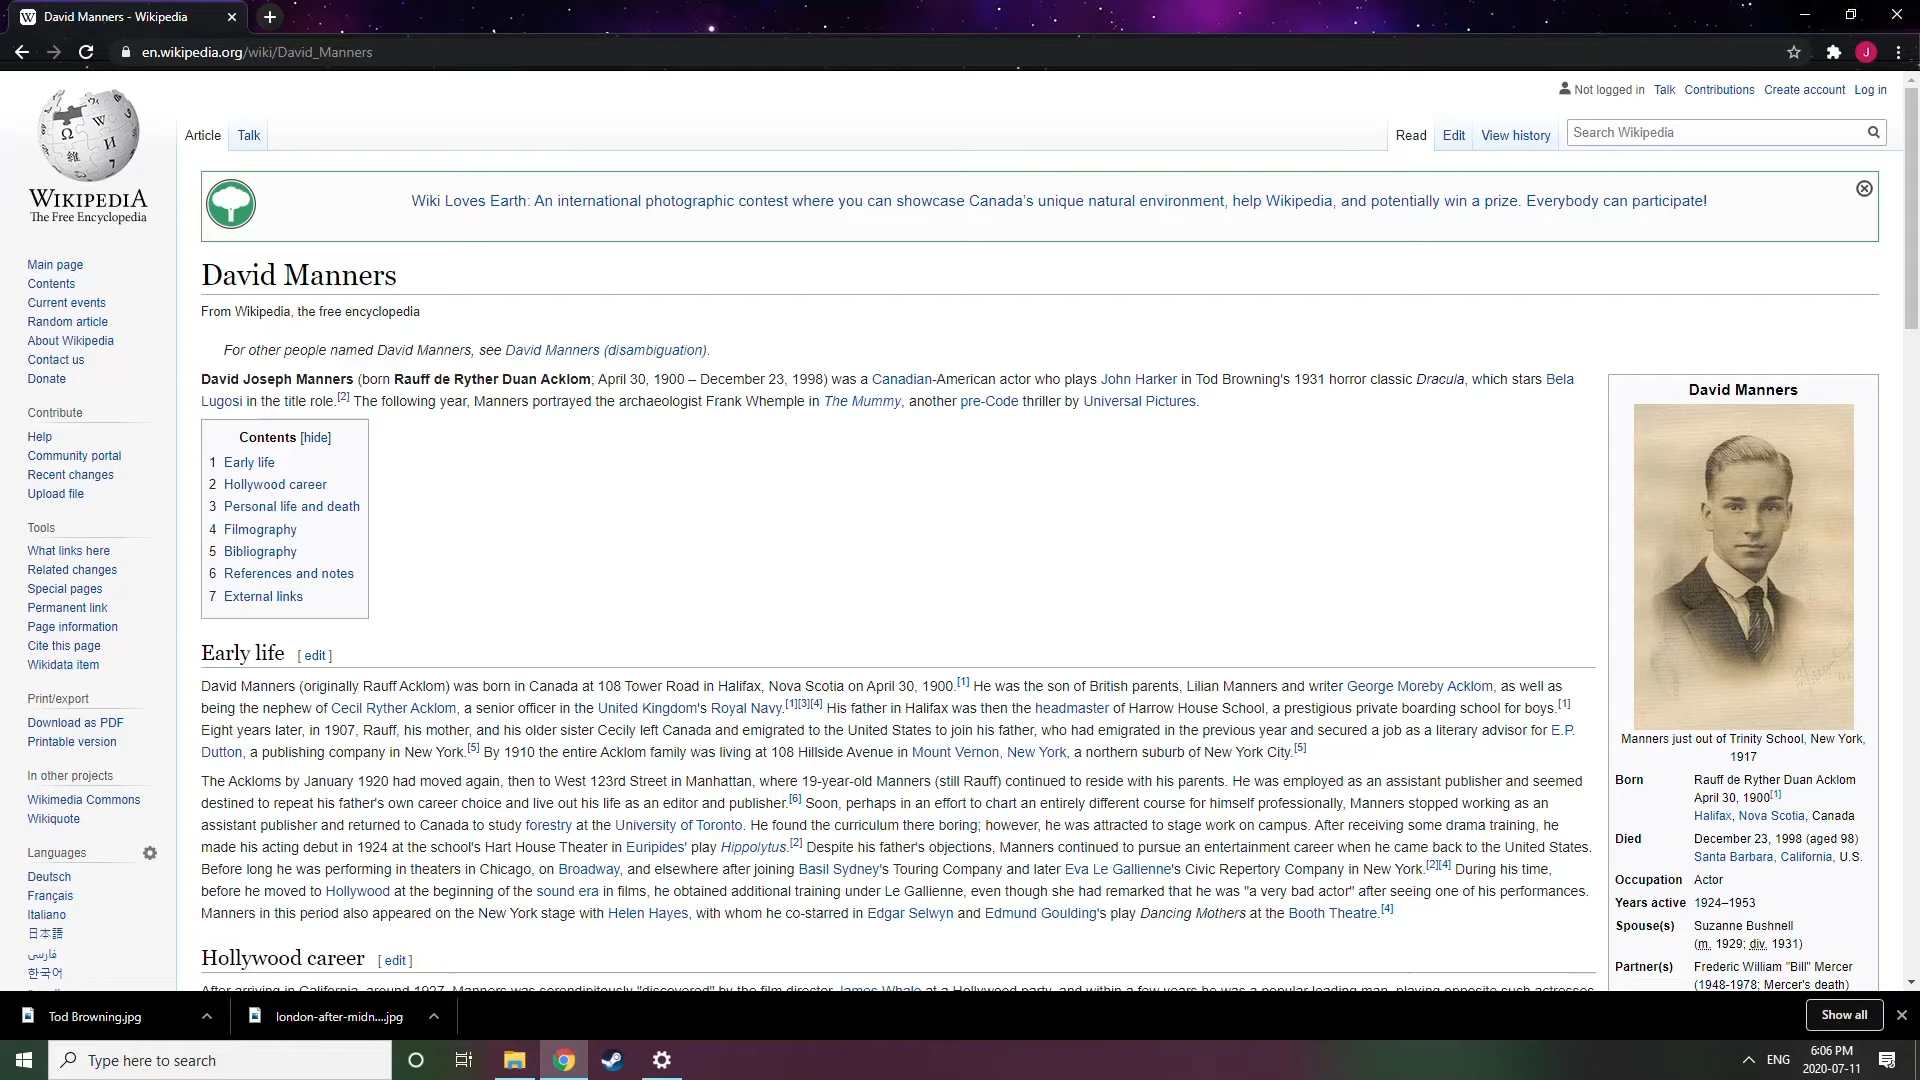 David Manners - Wikipedia
en.wikipedia.org/wiki/David_Manners
J
WIKIPEDIA
The Free Encyclopedia
Not logged in Talk Contributions Create account Log in
Article Talk
Read Edit View history Search Wikipedia
Wiki Loves Earth: An international photographic contest where you can showcase Canada's unique natural environment, help Wikipedia, and potentially win a prize. Everybody can participate!
Main page
Contents
Current events
Random article
About Wikipedia
Contact us
Donate
Contribute
Help
Community portal
Recent changes
Upload file
Tools
What links here
Related changes
Special pages
Permanent link
Page information
Cite this page
Wikidata item
Print/export
Download as PDF
Printable version
In other projects
Wikimedia Commons
Wikiquote
Languages
Deutsch
Français
Italiano
日本語
فارسی
한국어
David Manners
From Wikipedia, the free encyclopedia
For other people named David Manners, see David Manners (disambiguation).
David Joseph Manners (born Rauff de Ryther Duan Acklom; April 30, 1900 – December 23, 1998) was a Canadian-American actor who plays John Harker in Tod Browning's 1931 horror classic Dracula, which stars Bela
Lugosi in the title role.[2] The following year, Manners portrayed the archaeologist Frank Whemple in The Mummy, another pre-Code thriller by Universal Pictures.
Contents [hide]
1 Early life
2 Hollywood career
3 Personal life and death
4 Filmography
5 Bibliography
6 References and notes
7 External links
Early life [ edit ]
David Manners (originally Rauff Acklom) was born in Canada at 108 Tower Road in Halifax, Nova Scotia on April 30, 1900.[1] He was the son of British parents, Lilian Manners and writer George Moreby Acklom, as well as
being the nephew of Cecil Ryther Acklom, a senior officer in the United Kingdom's Royal Navy.[1][3][4] His father in Halifax was then the headmaster of Harrow House School, a prestigious private boarding school for boys.[1]
Eight years later, in 1907, Rauff, his mother, and his older sister Cecily left Canada and emigrated to the United States to join his father, who had emigrated in the previous year and secured a job as a literary advisor for E.P.
Dutton, a publishing company in New York.[5] By 1910 the entire Acklom family was living at 108 Hillside Avenue in Mount Vernon, New York, a northern suburb of New York City.[5]
The Ackloms by January 1920 had moved again, then to West 123rd Street in Manhattan, where 19-year-old Manners (still Rauff) continued to reside with his parents. He was employed as an assistant publisher and seemed
destined to repeat his father's own career choice and live out his life as an editor and publisher.[6] Soon, perhaps in an effort to chart an entirely different course for himself professionally, Manners stopped working as an
assistant publisher and returned to Canada to study forestry at the University of Toronto. He found the curriculum there boring; however, he was attracted to stage work on campus. After receiving some drama training, he
made his acting debut in 1924 at the school's Hart House Theater in Euripides' play Hippolytus.[2] Despite his father's objections, Manners continued to pursue an entertainment career when he came back to the United States.
Before long he was performing in theaters in Chicago, on Broadway, and elsewhere after joining Basil Sydney's Touring Company and later Eva Le Gallienne's Civic Repertory Company in New York.[2][4] During his time,
before he moved to Hollywood at the beginning of the sound era in films, he obtained additional training under Le Gallienne, even though she had remarked that he was "a very bad actor" after seeing one of his performances.
Manners in this period also appeared on the New York stage with Helen Hayes, with whom he co-starred in Edgar Selwyn and Edmund Goulding's play Dancing Mothers at the Booth Theatre.[4]
Hollywood career [ edit ]
After arriving in California, around 1927, Manners was serendipitously "discovered" by the film director James Whale at a Hollywood party, and within a few years he was a popular leading man, playing opposite such actresses
David Manners
Manners just out of Trinity School, New York,
1917
Born Rauff de Ryther Duan Acklom
April 30, 1900[1]
Halifax, Nova Scotia, Canada
Died December 23, 1998 (aged 98)
Santa Barbara, California, U.S.
Occupation Actor
Years active 1924–1953
Spouse(s) Suzanne Bushnell
(m. 1929; div. 1931)
Partner(s) Frederic William "Bill" Mercer
(1948-1978; Mercer's death)
Tod Browning.jpg
london-after-midn....jpg
Show all
Type here to search
ENG
6:06 PM
2020-07-11